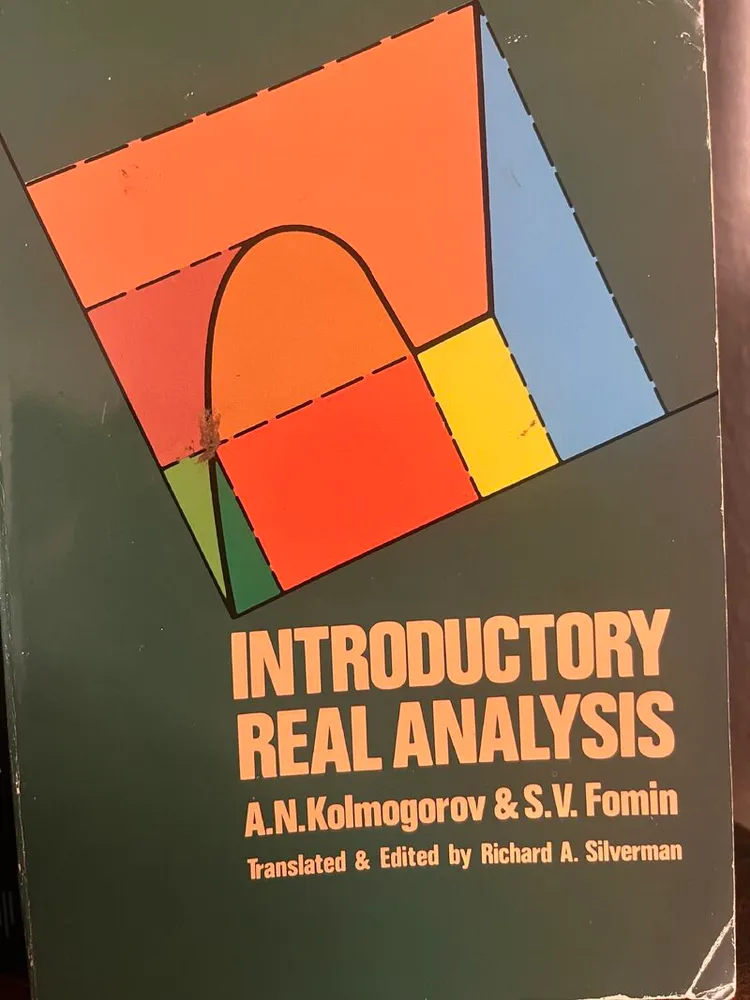 INTRODUCTORY
REAL ANALYSIS
A.N.Kolmogorov & S.V. Fomin
Translated & Edited by Richard A. Silverman